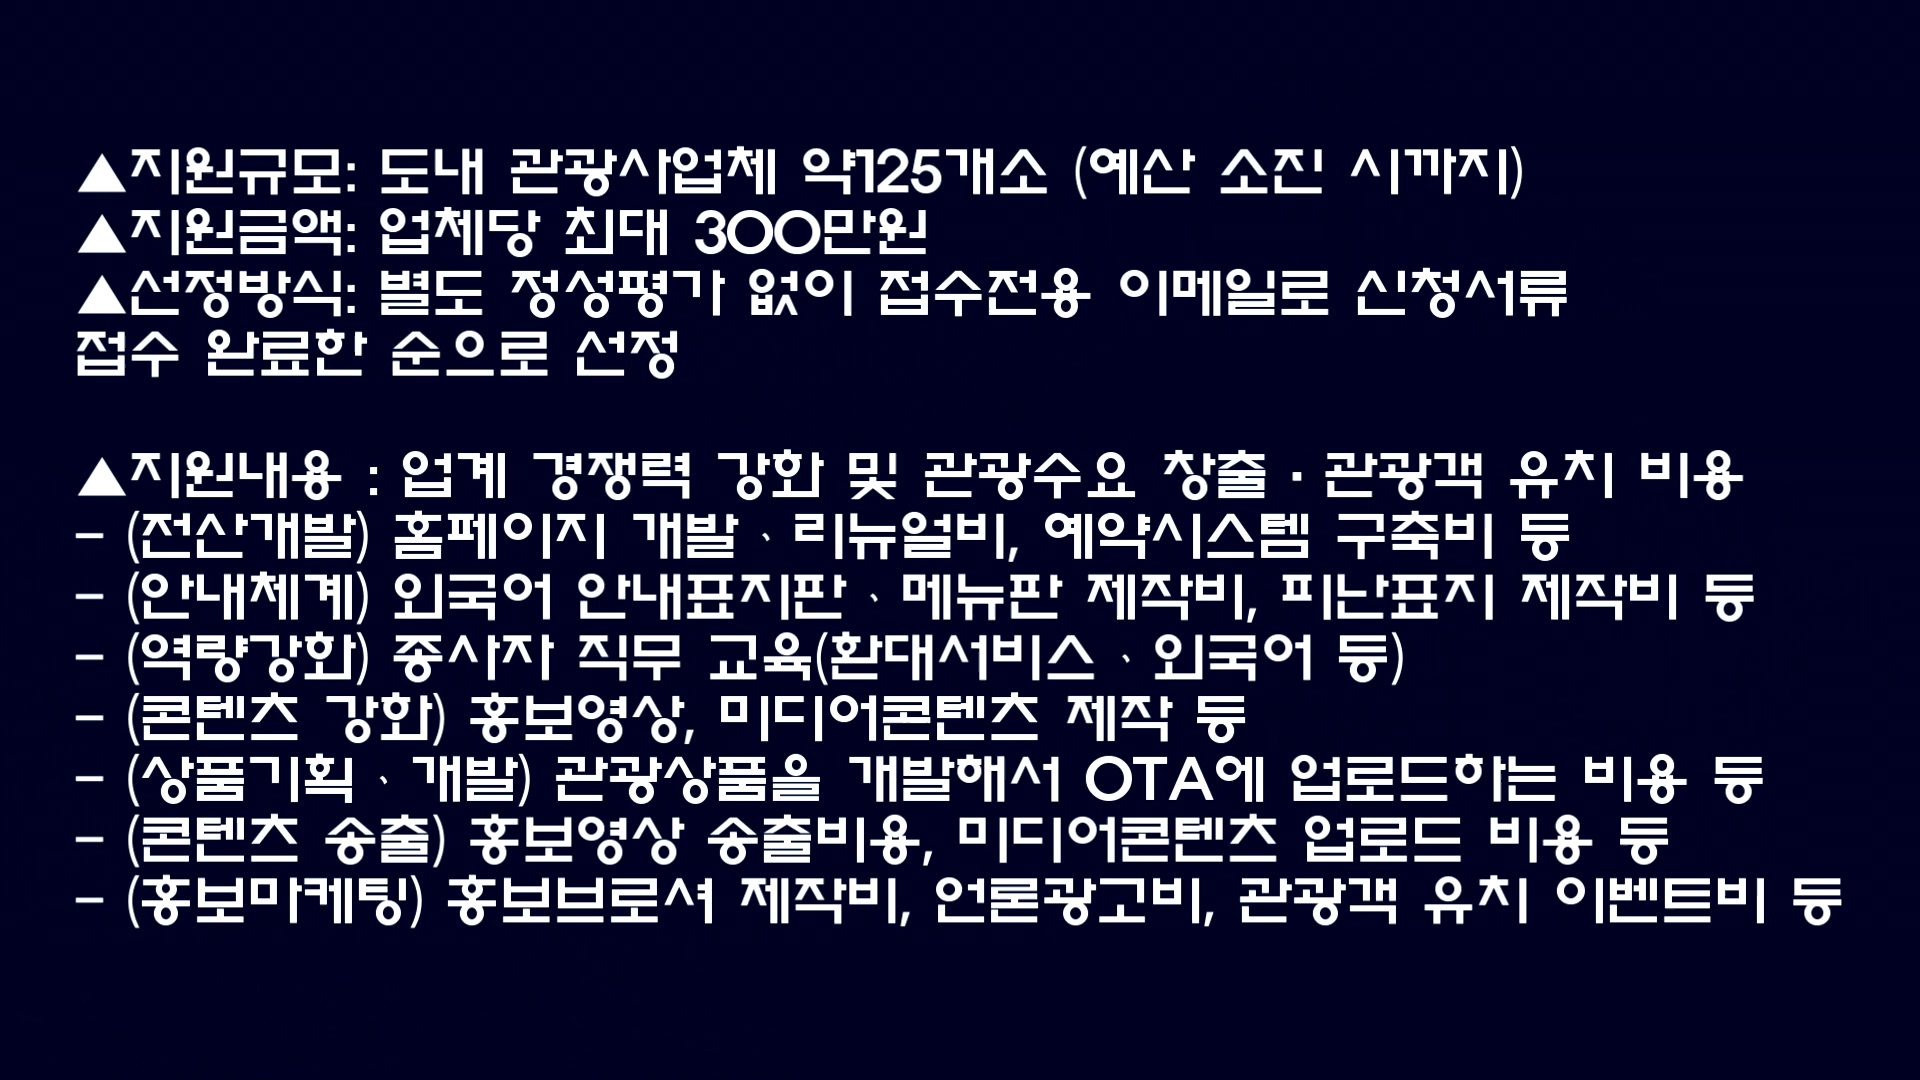 ▲지원규모: 도내 관광사업체 약125개소 (예산 소진 시까지)
▲지원금액: 업체당 최대 300만원
▲선정방식: 별도 정성평가 없이 접수전용 이메일로 신청서류
접수 완료한 순으로 선정
▲지원내용 : 업계 경쟁력 강화 및 관광수요 창출·관광객 유치 비용
- (전산개발) 홈페이지 개발·리뉴얼비, 예약시스템 구축비 등
- (안내체계) 외국어 안내표지판·메뉴판 제작비, 피난표지 제작비 등
- (역량강화) 종사자 직무 교육(환대서비스·외국어 등)
- (콘텐츠 강화) 홍보영상, 미디어콘텐츠 제작 등
- (상품기획·개발) 관광상품을 개발해서 OTA에 업로드하는 비용 등
- (콘텐츠 송출) 홍보영상 송출비용, 미디어콘텐츠 업로드 비용 등
- (홍보마케팅) 홍보브로셔 제작비, 언론광고비, 관광객 유치 이벤트비 등